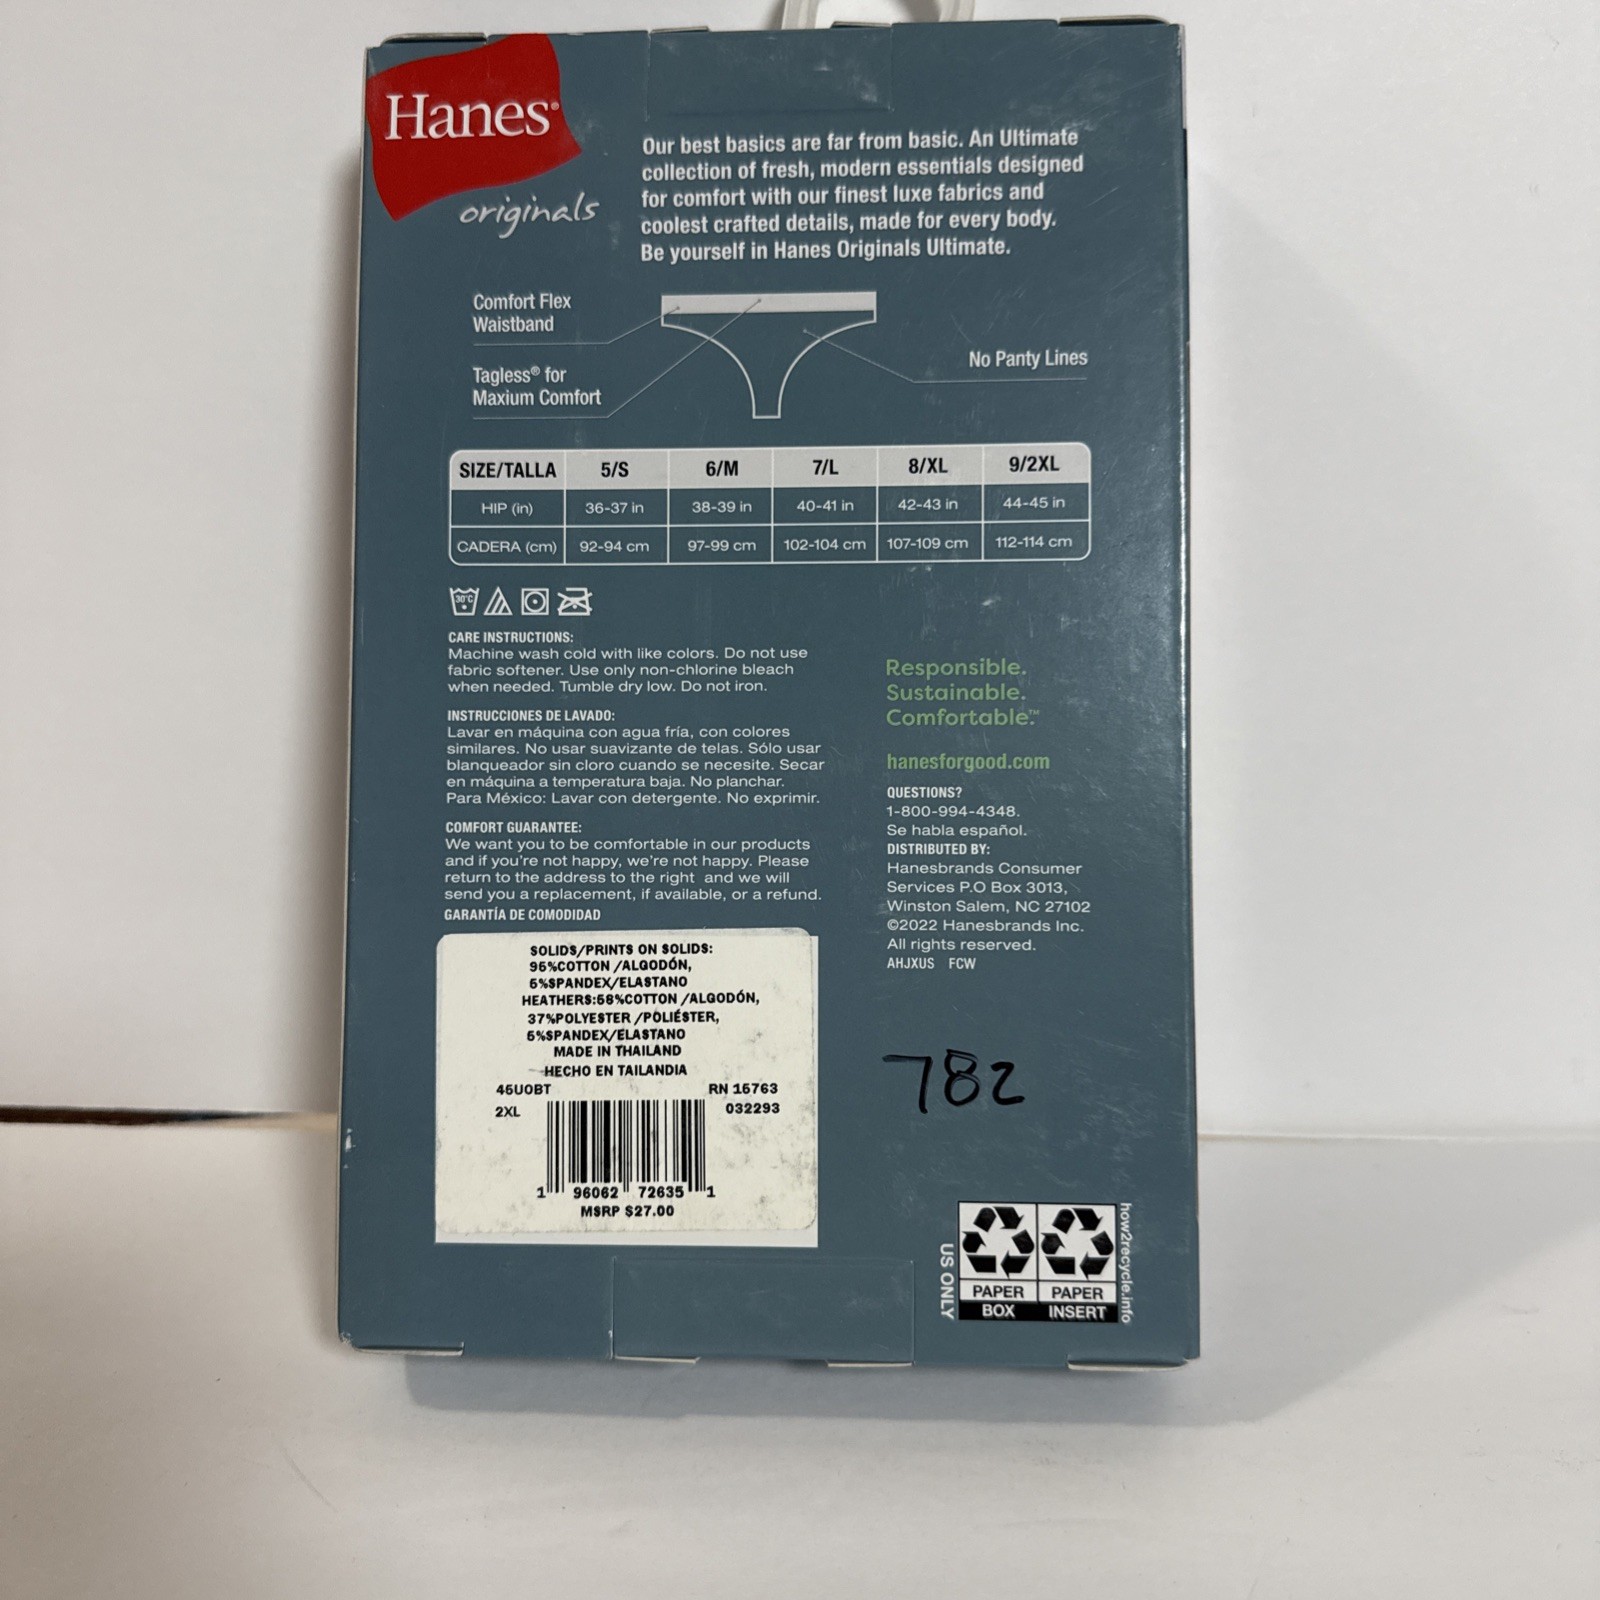 Hanes®
originals
Our best basics are far from basic. An Ultimate
collection of fresh, modern essentials designed
for comfort with our finest luxe fabrics and
coolest crafted details, made for every body.
Be yourself in Hanes Originals Ultimate.
Comfort Flex
Waistband
Tagless® for
Maxium Comfort
No Panty Lines
SIZE/TALLA 5/S 6/M 7/L 8/XL 9/2XL
HIP (in) 36-37 in 38-39 in 40-41 in 42-43 in 44-45 in
CADERA (cm) 92-94 cm 97-99 cm 102-104 cm 107-109 cm 112-114 cm
30°C
CARE INSTRUCTIONS:
Machine wash cold with like colors. Do not use
fabric softener. Use only non-chlorine bleach
when needed. Tumble dry low. Do not iron.
INSTRUCCIONES DE LAVADO:
Lavar en máquina con agua fría, con colores
similares. No usar suavizante de telas. Sólo usar
blanqueador sin cloro cuando se necesite. Secar
en máquina a temperatura baja. No planchar.
Para México: Lavar con detergente. No exprimir.
COMFORT GUARANTEE:
We want you to be comfortable in our products
and if you're not happy, we're not happy. Please
return to the address to the right and we will
send you a replacement, if available, or a refund.
GARANTÍA DE COMODIDAD
SOLIDS/PRINTS ON SOLIDS:
95%COTTON /ALGODÓN,
5%SPANDEX/ELASTANO
HEATHERS:58%COTTON /ALGODÓN,
37%POLYESTER /POLIÉSTER,
5%SPANDEX/ELASTANO
MADE IN THAILAND
HECHO EN TAILANDIA
45UOBT RN 15763
2XL 032293
1 96062 72635 1
MSRP $27.00
Responsible.
Sustainable.
Comfortable.™
hanesforgood.com
QUESTIONS?
1-800-994-4348.
Se habla español.
DISTRIBUTED BY:
Hanesbrands Consumer
Services P.O Box 3013,
Winston Salem, NC 27102
©2022 Hanesbrands Inc.
All rights reserved.
AHJXUS FCW
782
US ONLY
PAPER PAPER
BOX INSERT
how2recycle.info